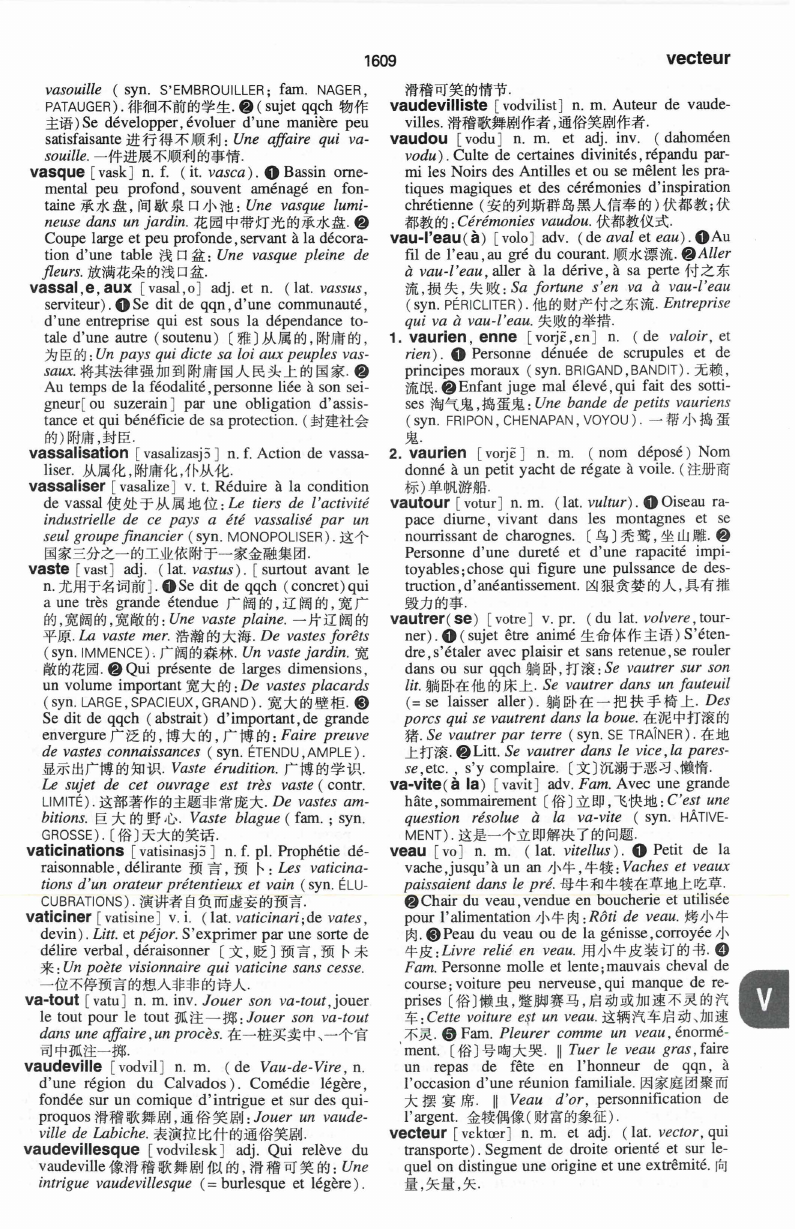 1609
vecteur
vasouille ( syn. S'EMBROUILLER; fam. NAGER,
PATAUGER). 徘徊不前的学生. ❷ ( sujet qqch 物作
主语) Se développer, évoluer d'une manière peu
satisfaisante 进行得不顺利: Une affaire qui va-
souille. 一件进展不顺利的事情.
vasque [vask] n. f. ( it. vasca). ❶ Bassin orne-
mental peu profond, souvent aménagé en fon-
taine 承水盘, 间歇泉口小池: Une vasque lumi-
neuse dans un jardin. 花园中带灯光的承水盘. ❷
Coupe large et peu profonde, servant à la décora-
tion d'une table 浅口盆: Une vasque pleine de
fleurs. 放满花朵的浅口盆.
vassal, e, aux [vasal, o] adj. et n. ( lat. vassus,
serviteur). ❶ Se dit de qqn, d'une communauté,
d'une entreprise qui est sous la dépendance to-
tale d'une autre ( soutenu) 〔雅〕从属的, 附庸的,
为臣的: Un pays qui dicte sa loi aux peuples vas-
saux. 将其法律强加到附庸国人民头上的国家. ❷
Au temps de la féodalité, personne liée à son sei-
gneur[ ou suzerain] par une obligation d'assis-
tance et qui bénéficie de sa protection. (封建社会
的) 附庸, 封臣.
vassalisation [vasalizasjɔ̃] n. f. Action de vassa-
liser. 从属化, 附庸化, 仆从化.
vassaliser [vasalize] v. t. Réduire à la condition
de vassal 使处于从属地位: Le tiers de l'activité
industrielle de ce pays a été vassalisé par un
seul groupe financier ( syn. MONOPOLISER). 这个
国家三分之一的工业依附于一家金融集团.
vaste [vast] adj. ( lat. vastus). [ surtout avant le
n. 尤用于名词前]. ❶ Se dit de qqch ( concret) qui
a une très grande étendue 广阔的, 辽阔的, 宽广
的, 宽阔的, 宽敞的: Une vaste plaine. 一片辽阔的
平原. La vaste mer. 浩瀚的大海. De vastes forêts
( syn. IMMENCE). 广阔的森林. Un vaste jardin. 宽
敞的花园. ❷ Qui présente de larges dimensions,
un volume important 宽大的: De vastes placards
( syn. LARGE, SPACIEUX, GRAND). 宽大的壁柜. ❸
Se dit de qqch ( abstrait) d'important, de grande
envergure 广泛的, 博大的, 广博的: Faire preuve
de vastes connaissances ( syn. ÉTENDU, AMPLE).
显示出广博的知识. Vaste érudition. 广博的学识.
Le sujet de cet ouvrage est très vaste ( contr.
LIMITÉ). 这部著作的主题非常庞大. De vastes am-
bitions. 巨大的野心. Vaste blague ( fam. ; syn.
GROSSE). 〔俗〕天大的笑话.
vaticinations [vatisinasjɔ̃] n. f. pl. Prophétie dé-
raisonnable, délirante 预言, 预卜: Les vaticina-
tions d'un orateur prétentieux et vain ( syn. ÉLU-
CUBRATIONS). 演讲者自负而虚妄的预言.
vaticiner [vatisine] v. i. ( lat. vaticinari; de vates,
devin). Litt. et péjor. S'exprimer par une sorte de
délire verbal, déraisonner 〔文, 贬〕预言, 预卜未
来: Un poète visionnaire qui vaticine sans cesse.
一位不停预言的想入非非的诗人.
va-tout [vatu] n. m. inv. Jouer son va-tout, jouer
le tout pour le tout 孤注一掷: Jouer son va-tout
dans une affaire, un procès. 在一桩买卖中、一个官
司中孤注一掷.
vaudeville [vodvil] n. m. ( de Vau-de-Vire, n.
d'une région du Calvados). Comédie légère,
fondée sur un comique d'intrigue et sur des qui-
proquos 滑稽歌舞剧, 通俗笑剧: Jouer un vaude-
ville de Labiche. 表演拉比什的通俗笑剧.
vaudevillesque [vodvilɛsk] adj. Qui relève du
vaudeville 像滑稽歌舞剧似的, 滑稽可笑的: Une
intrigue vaudevillesque ( = burlesque et légère).
滑稽可笑的情节.
vaudevilliste [vodvilist] n. m. Auteur de vaude-
villes. 滑稽歌舞剧作者, 通俗笑剧作者.
vaudou [vodu] n. m. et adj. inv. ( dahoméen
vodu). Culte de certaines divinités, répandu par-
mi les Noirs des Antilles et ou se mêlent les pra-
tiques magiques et des cérémonies d'inspiration
chrétienne (安的列斯群岛黑人信奉的) 伏都教; 伏
都教的: Cérémonies vaudou. 伏都教仪式.
vau-l'eau(à) [volo] adv. ( de aval et eau). ❶ Au
fil de l'eau, au gré du courant. 顺水漂流. ❷ Aller
à vau-l'eau, aller à la dérive, à sa perte 付之东
流, 损失, 失败: Sa fortune s'en va à vau-l'eau
( syn. PÉRICLITER). 他的财产付之东流. Entreprise
qui va à vau-l'eau. 失败的举措.
1. vaurien, enne [vorjɛ̃, ɛn] n. ( de valoir, et
rien). ❶ Personne dénuée de scrupules et de
principes moraux ( syn. BRIGAND, BANDIT). 无赖,
流氓. ❷ Enfant juge mal élevé, qui fait des sotti-
ses 淘气鬼, 捣蛋鬼: Une bande de petits vauriens
( syn. FRIPON, CHENAPAN, VOYOU). 一帮小捣蛋
鬼.
2. vaurien [vorjɛ̃] n. m. ( nom déposé) Nom
donné à un petit yacht de régate à voile. (注册商
标) 单帆游船.
vautour [votur] n. m. ( lat. vultur). ❶ Oiseau ra-
pace diurne, vivant dans les montagnes et se
nourrissant de charognes. 〔鸟〕秃鹫, 坐山雕. ❷
Personne d'une dureté et d'une rapacité impi-
toyables; chose qui figure une pulssance de des-
truction, d'anéantissement. 凶狠贪婪的人, 具有摧
毁力的事.
vautrer( se) [votre] v. pr. ( du lat. volvere, tour-
ner). ❶ ( sujet être animé 生命体作主语) S'éten-
dre, s'étaler avec plaisir et sans retenue, se rouler
dans ou sur qqch 躺卧, 打滚: Se vautrer sur son
lit. 躺卧在他的床上. Se vautrer dans un fauteuil
( = se laisser aller). 躺卧在一把扶手椅上. Des
porcs qui se vautrent dans la boue. 在泥中打滚的
猪. Se vautrer par terre ( syn. SE TRAÎNER). 在地
上打滚. ❷ Litt. Se vautrer dans le vice, la pares-
se, etc. , s'y complaire. 〔文〕沉溺于恶习、懒惰.
va-vite(à la) [vavit] adv. Fam. Avec une grande
hâte, sommairement 〔俗〕立即, 飞快地: C'est une
question résolue à la va-vite ( syn. HÂTIVE-
MENT). 这是一个立即解决了的问题.
veau [vo] n. m. ( lat. vitellus). ❶ Petit de la
vache, jusqu'à un an 小牛, 牛犊: Vaches et veaux
paissaient dans le pré. 母牛和牛犊在草地上吃草.
❷ Chair du veau, vendue en boucherie et utilisée
pour l'alimentation 小牛肉: Rôti de veau. 烤小牛
肉. ❸ Peau du veau ou de la génisse, corroyée 小
牛皮: Livre relié en veau. 用小牛皮装订的书. ❹
Fam. Personne molle et lente; mauvais cheval de
course; voiture peu nerveuse, qui manque de re-
prises 〔俗〕懒虫, 蹩脚赛马, 启动或加速不灵的汽
车: Cette voiture est un veau. 这辆汽车启动、加速
不灵. ❺ Fam. Pleurer comme un veau, énormé-
ment. 〔俗〕号啕大哭. ‖ Tuer le veau gras, faire
un repas de fête en l'honneur de qqn, à
l'occasion d'une réunion familiale. 因家庭团聚而
大摆宴席. ‖ Veau d'or, personnification de
l'argent. 金犊偶像(财富的象征).
vecteur [vɛktœr] n. m. et adj. ( lat. vector, qui
transporte). Segment de droite orienté et sur le-
quel on distingue une origine et une extrêmité. 向
量, 矢量, 矢.
V